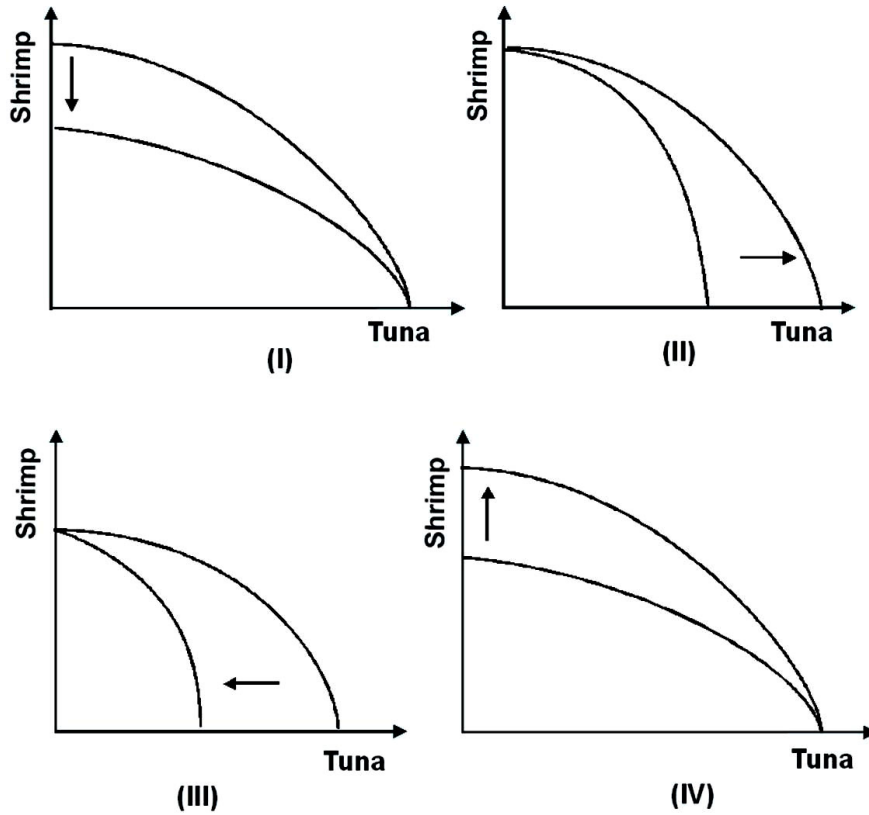 Shrimp
Tuna
(I)
Shrimp
Tuna
(II)
Shrimp
Tuna
(III)
Shrimp
Tuna
(IV)